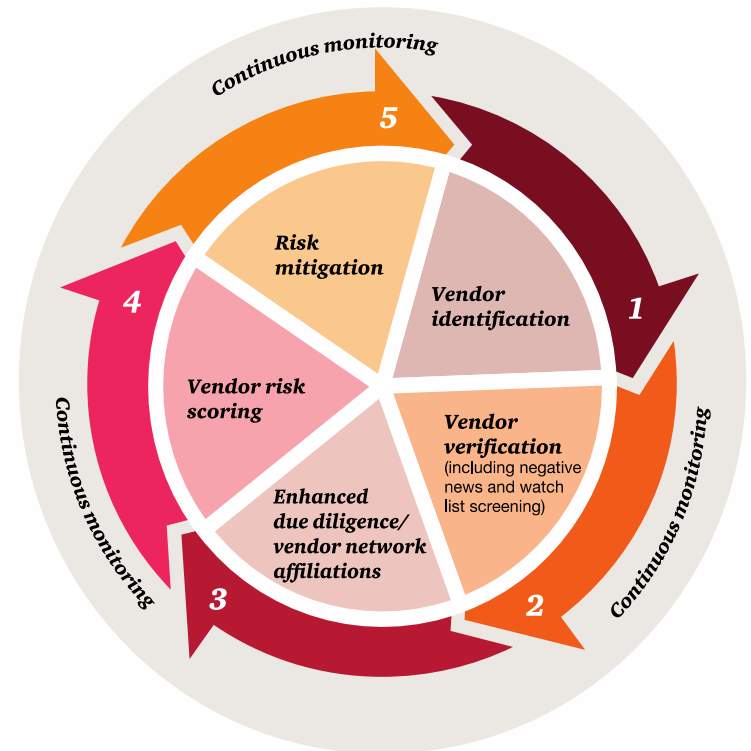 Continuous monitoring
5
1
Risk
mitigation
Vendor
identification
4
Vendor risk
scoring
Vendor
verification
(including negative
news and watch
list screening)
Continuous monitoring
Continuous monitoring
Enhanced
due diligence/
vendor network
affiliations
3
2